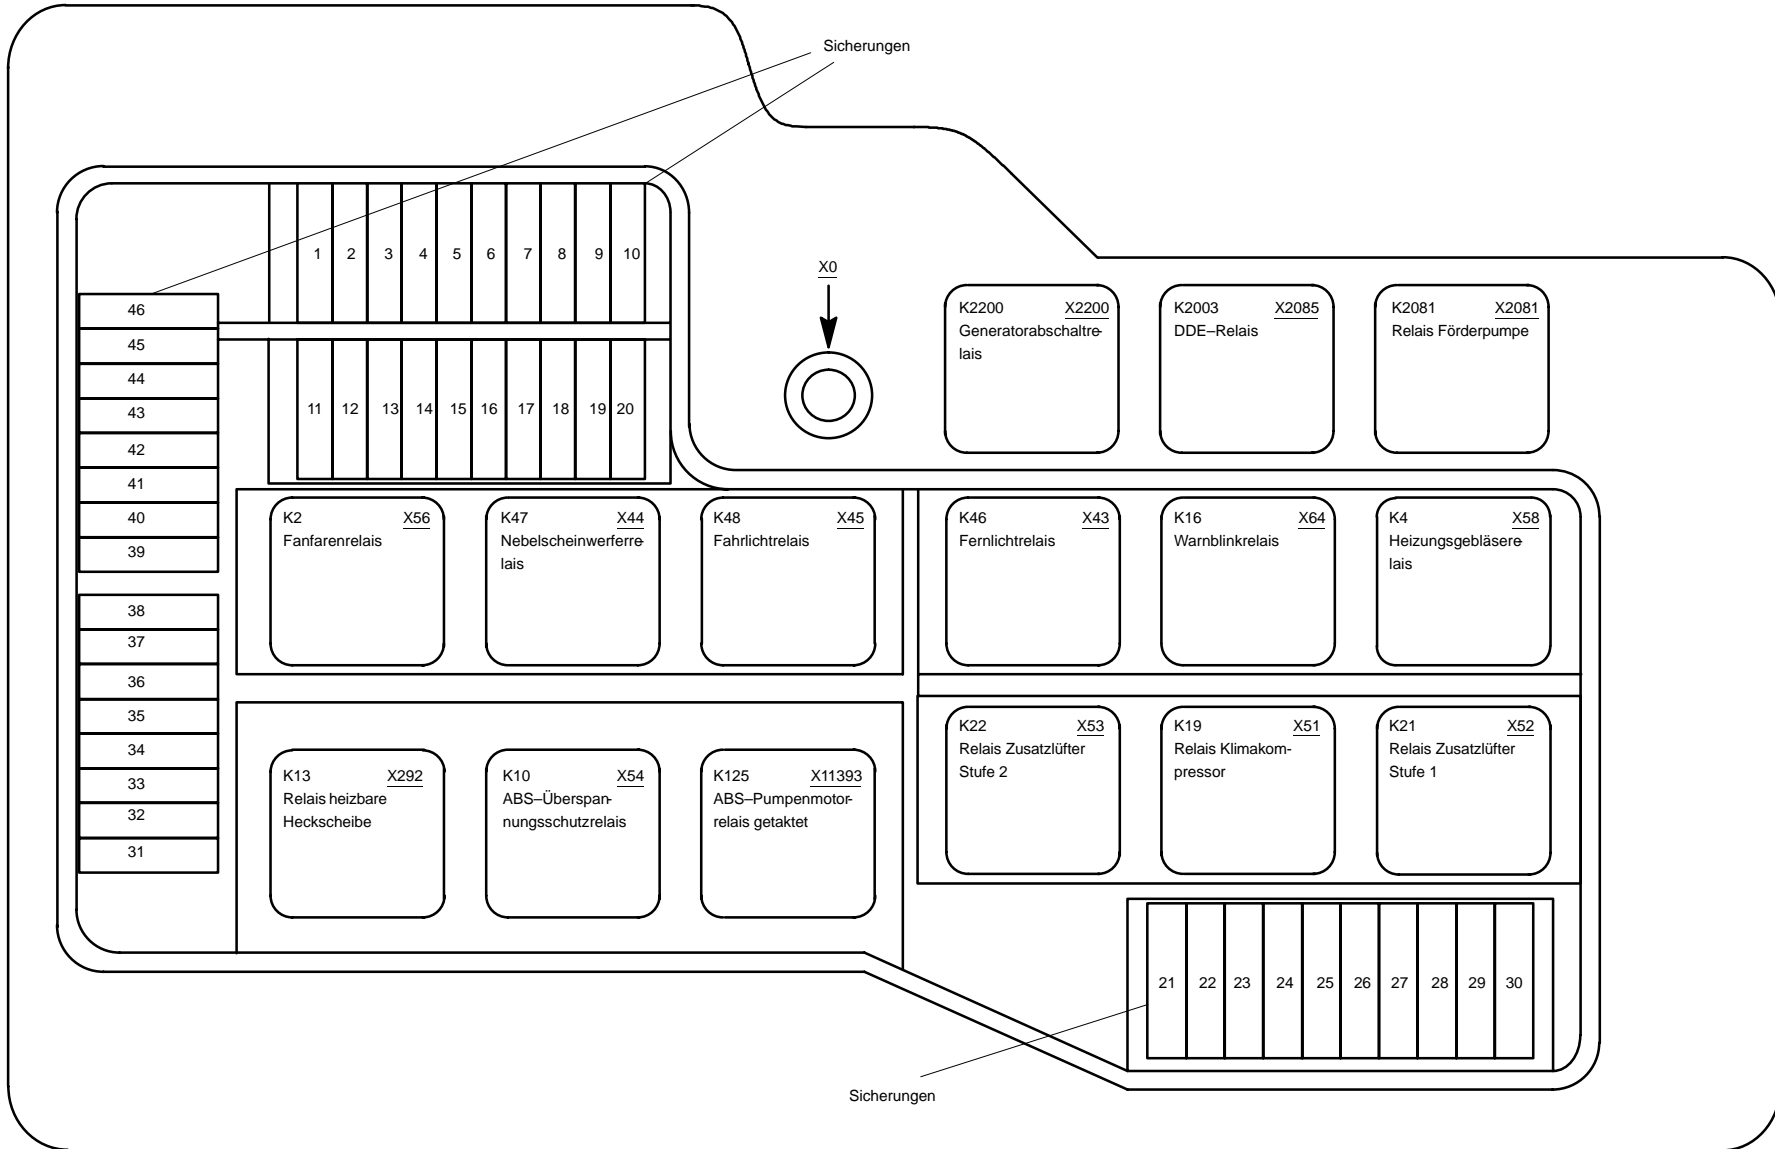 Sicherungen
1 2 3 4 5 6 7 8 9 10
X0
46
45
44
43
42
41
40
39
11 12 13 14 15 16 17 18 19 20
K2200 X2200
Generatorabschaltre-
lais
K2003 X2085
DDE–Relais
K2081 X2081
Relais Förderpumpe
K2 X56
Fanfarenrelais
K47 X44
Nebelscheinwerferre-
lais
K48 X45
Fahrlichtrelais
K46 X43
Fernlichtrelais
K16 X64
Warnblinkrelais
K4 X58
Heizungsgebläsere-
lais
38
37
36
35
34
33
32
31
K13 X292
Relais heizbare
Heckscheibe
K10 X54
ABS–Überspan-
nungsschutzrelais
K125 X11393
ABS–Pumpenmotor-
relais getaktet
K22 X53
Relais Zusatzlüfter
Stufe 2
K19 X51
Relais Klimakom-
pressor
K21 X52
Relais Zusatzlüfter
Stufe 1
21 22 23 24 25 26 27 28 29 30
Sicherungen